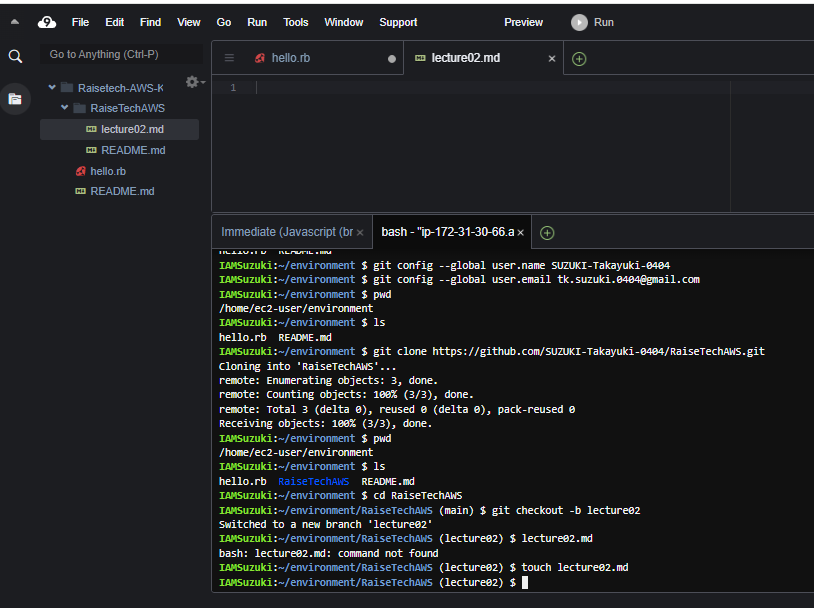 File Edit Find View Go Run Tools Window Support Preview Run
Go to Anything (Ctrl-P)
hello.rb
lecture02.md
Raisetech-AWS-K
RaiseTechAWS
lecture02.md
README.md
hello.rb
README.md
1
Immediate (Javascript (br
bash - "ip-172-31-30-66.a
hello.rb README.md
IAMSuzuki:~/environment $ git config --global user.name SUZUKI-Takayuki-0404
IAMSuzuki:~/environment $ git config --global user.email tk.suzuki.0404@gmail.com
IAMSuzuki:~/environment $ pwd
/home/ec2-user/environment
IAMSuzuki:~/environment $ ls
hello.rb README.md
IAMSuzuki:~/environment $ git clone https://github.com/SUZUKI-Takayuki-0404/RaiseTechAWS.git
Cloning into 'RaiseTechAWS'...
remote: Enumerating objects: 3, done.
remote: Counting objects: 100% (3/3), done.
remote: Total 3 (delta 0), reused 0 (delta 0), pack-reused 0
Receiving objects: 100% (3/3), done.
IAMSuzuki:~/environment $ pwd
/home/ec2-user/environment
IAMSuzuki:~/environment $ ls
hello.rb RaiseTechAWS README.md
IAMSuzuki:~/environment $ cd RaiseTechAWS
IAMSuzuki:~/environment/RaiseTechAWS (main) $ git checkout -b lecture02
Switched to a new branch 'lecture02'
IAMSuzuki:~/environment/RaiseTechAWS (lecture02) $ lecture02.md
bash: lecture02.md: command not found
IAMSuzuki:~/environment/RaiseTechAWS (lecture02) $ touch lecture02.md
IAMSuzuki:~/environment/RaiseTechAWS (lecture02) $